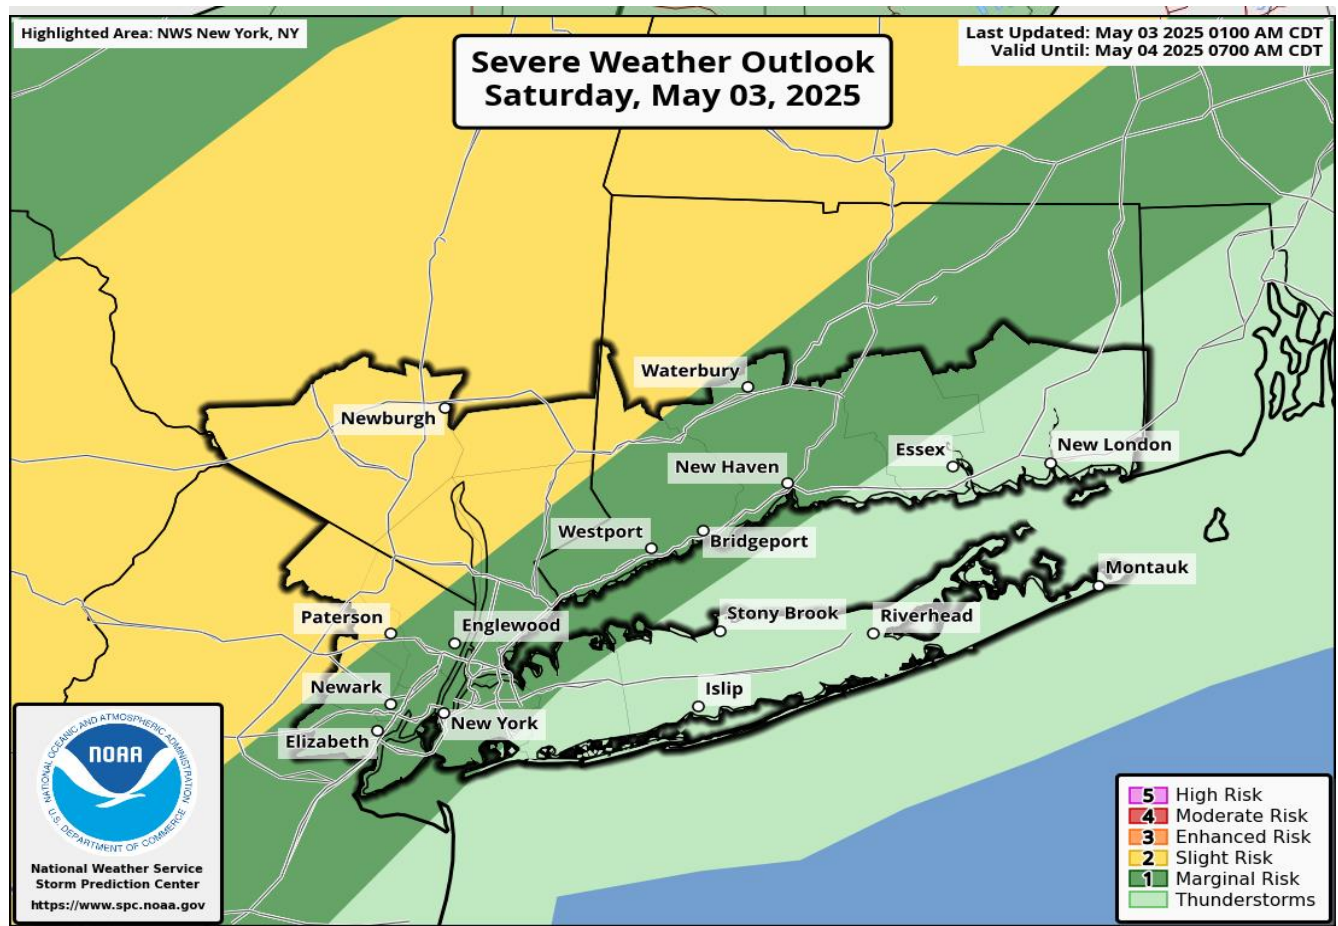 Highlighted Area: NWS New York, NY
Last Updated: May 03 2025 0100 AM CDT
Valid Until: May 04 2025 0700 AM CDT
Severe Weather Outlook
Saturday, May 03, 2025
Waterbury
Newburgh
Essex
New London
New Haven
Westport
Bridgeport
Montauk
Paterson
Englewood
Stony Brook
Riverhead
Newark
Islip
New York
Elizabeth
NATIONAL OCEANIC AND ATMOSPHERIC ADMINISTRATION
NOAA
U.S. DEPARTMENT OF COMMERCE
National Weather Service
Storm Prediction Center
https://www.spc.noaa.gov
5 High Risk
4 Moderate Risk
3 Enhanced Risk
2 Slight Risk
1 Marginal Risk
Thunderstorms